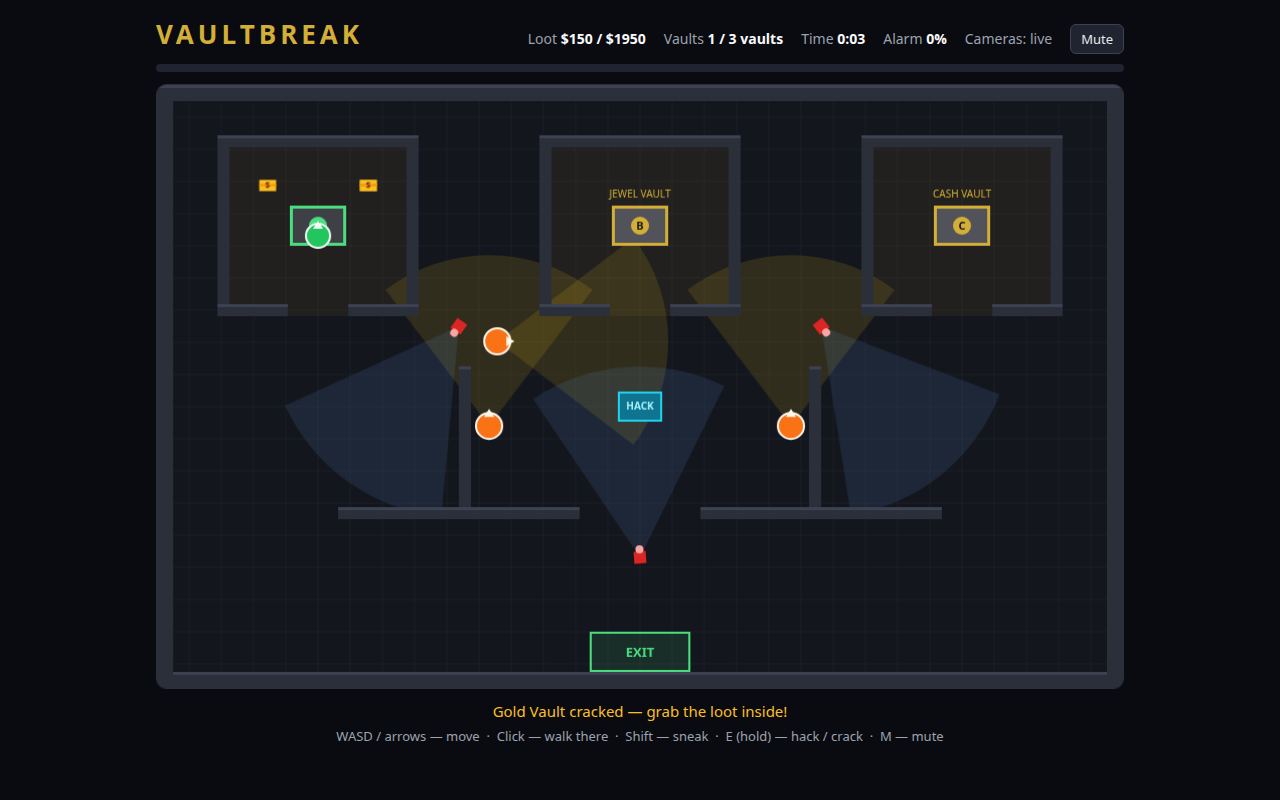 VAULTBREAK
Loot $150 / $1950 Vaults 1 / 3 vaults Time 0:03 Alarm 0% Cameras: live Mute
$ $
JEWEL VAULT
B
CASH VAULT
C
HACK
EXIT
Gold Vault cracked — grab the loot inside!
WASD / arrows — move · Click — walk there · Shift — sneak · E (hold) — hack / crack · M — mute